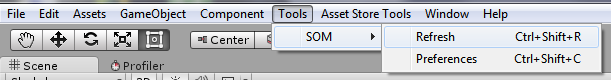 File Edit Assets GameObject Component Tools Asset Store Tools Window Help
Center
SOM Refresh Ctrl+Shift+R
Preferences Ctrl+Shift+C
Scene Profiler